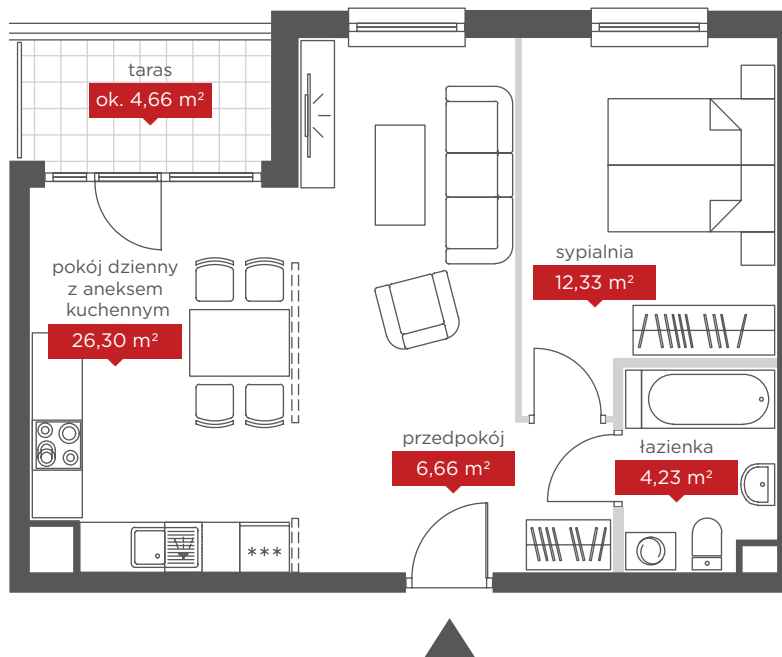 taras
ok. 4,66 m²
pokój dzienny
z aneksem
kuchennym
26,30 m²
sypialnia
12,33 m²
przedpokój
6,66 m²
łazienka
4,23 m²
***